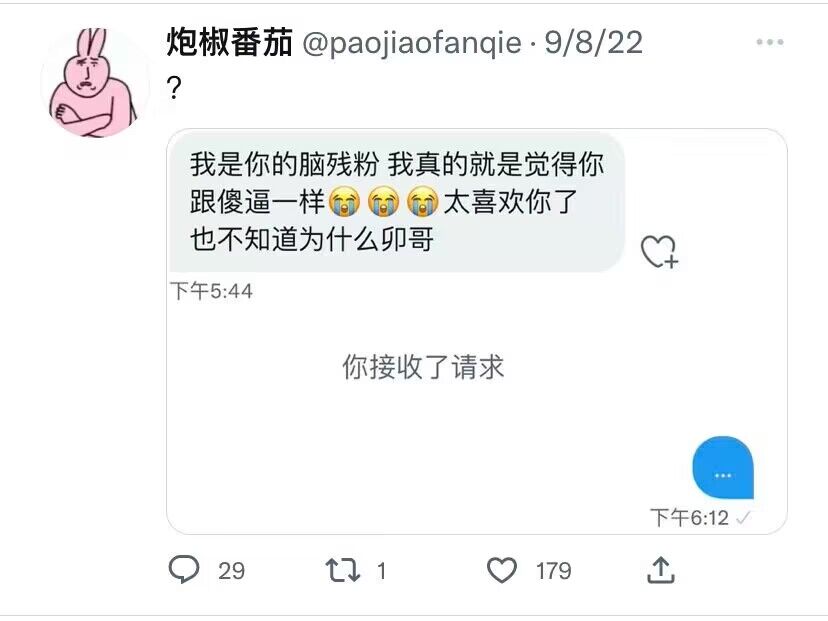 炮椒番茄 @paojiaofanqie · 9/8/22
?
我是你的脑残粉 我真的就是觉得你
跟傻逼一样😭😭😭太喜欢你了
也不知道为什么卯哥
下午5:44
你接收了请求
...
下午6:12
29 1 179